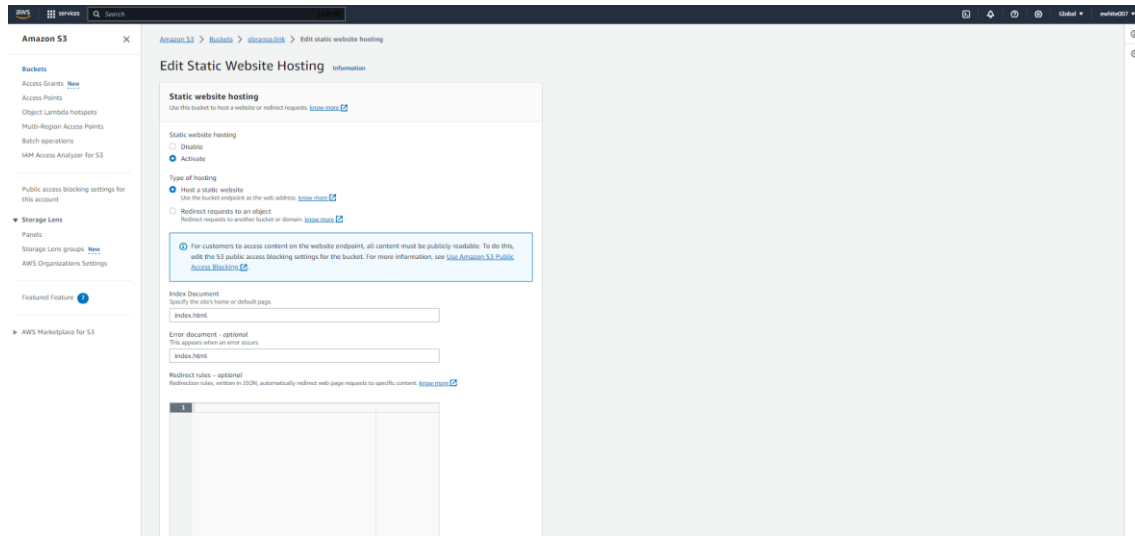 aws services Search Global ewhite007
Amazon S3
Amazon S3 > Buckets > ebranco.link > Edit static website hosting
Edit Static Website Hosting Information
Buckets
Access Grants New
Access Points
Object Lambda hotspots
Multi-Region Access Points
Batch operations
IAM Access Analyzer for S3
Public access blocking settings for
this account
Storage Lens
Panels
Storage Lens groups New
AWS Organizations Settings
Featured Feature 7
AWS Marketplace for S3
Static website hosting
Use this bucket to host a website or redirect requests. know more
Static website hosting
Disable
Activate
Type of hosting
Host a static website
Use the bucket endpoint as the web address. know more
Redirect requests to an object
Redirect requests to another bucket or domain. know more
For customers to access content on the website endpoint, all content must be publicly readable. To do this,
edit the S3 public access blocking settings for the bucket. For more information, see Use Amazon S3 Public
Access Blocking.
Index Document
Specify the site's home or default page.
index.html
Error document - optional
This appears when an error occurs.
index.html
Redirect rules – optional
Redirection rules, written in JSON, automatically redirect web page requests to specific content. know more
1